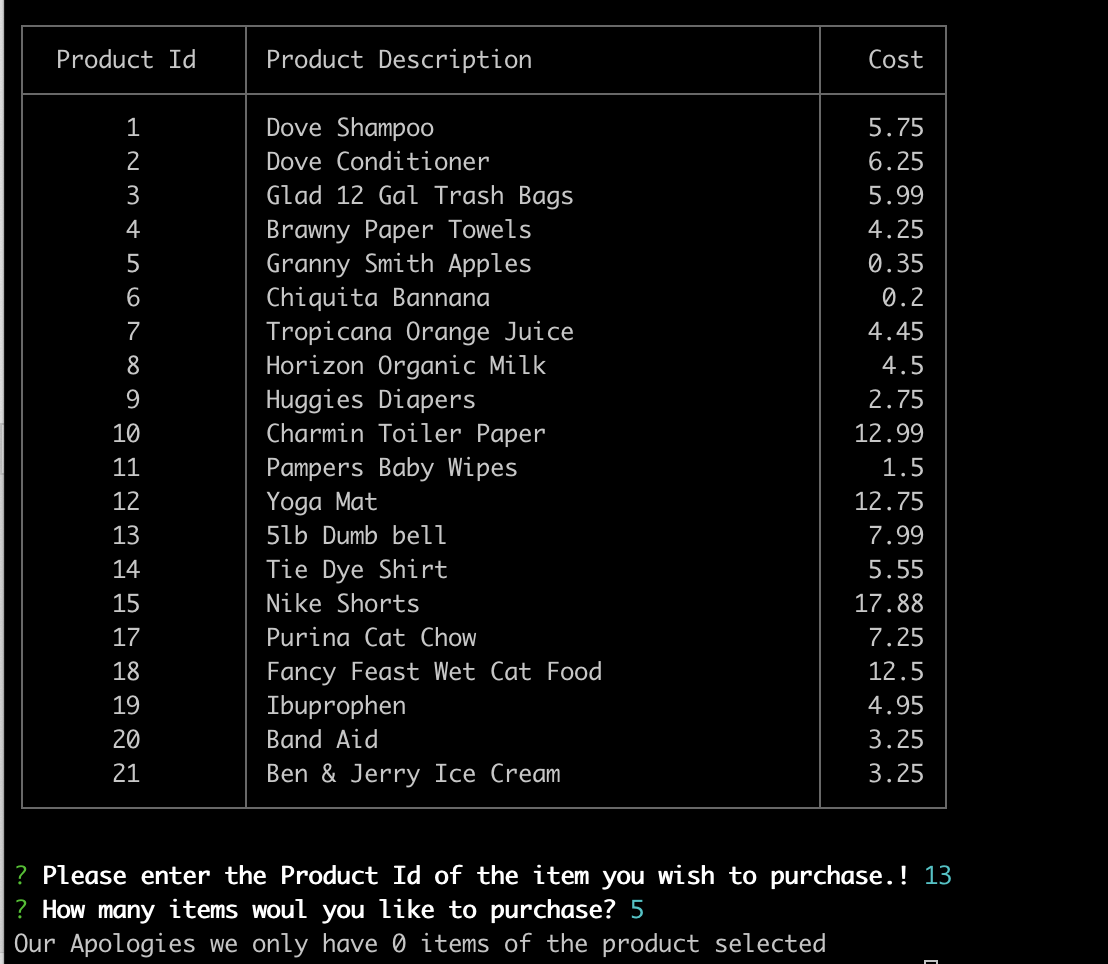 Product Id Product Description Cost
1 Dove Shampoo 5.75
2 Dove Conditioner 6.25
3 Glad 12 Gal Trash Bags 5.99
4 Brawny Paper Towels 4.25
5 Granny Smith Apples 0.35
6 Chiquita Bannana 0.2
7 Tropicana Orange Juice 4.45
8 Horizon Organic Milk 4.5
9 Huggies Diapers 2.75
10 Charmin Toiler Paper 12.99
11 Pampers Baby Wipes 1.5
12 Yoga Mat 12.75
13 5lb Dumb bell 7.99
14 Tie Dye Shirt 5.55
15 Nike Shorts 17.88
17 Purina Cat Chow 7.25
18 Fancy Feast Wet Cat Food 12.5
19 Ibuprophen 4.95
20 Band Aid 3.25
21 Ben & Jerry Ice Cream 3.25
? Please enter the Product Id of the item you wish to purchase.! 13
? How many items woul you like to purchase? 5
Our Apologies we only have 0 items of the product selected